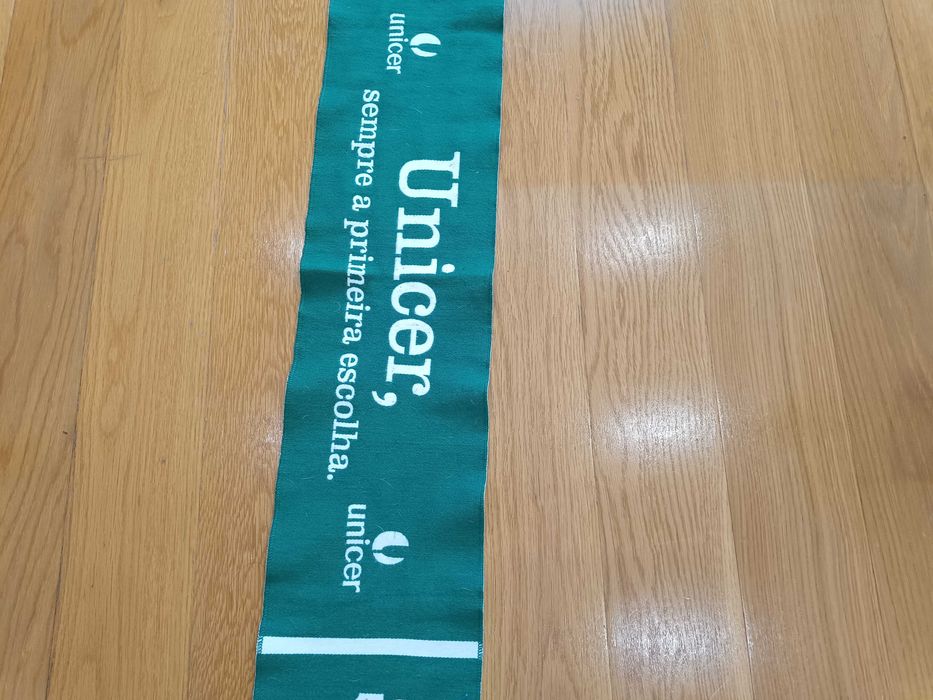 unicer
Unicer,
sempre a primeira escolha.
unicer